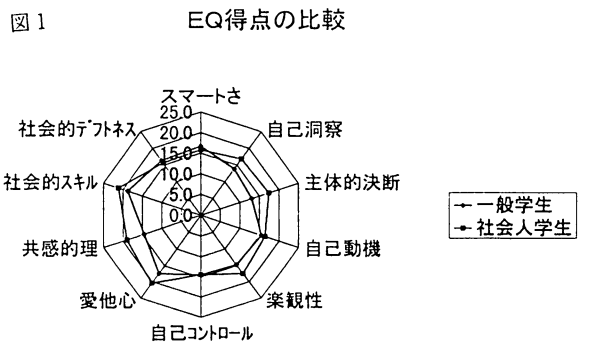 図1
EQ得点の比較
スマートさ
25.0
20.0
15.0
10.0
5.0
0.0
自己洞察
主体的決断
自己動機
楽観性
自己コントロール
愛他心
共感的理
社会的スキル
社会的デフトネス
一般学生
社会人学生